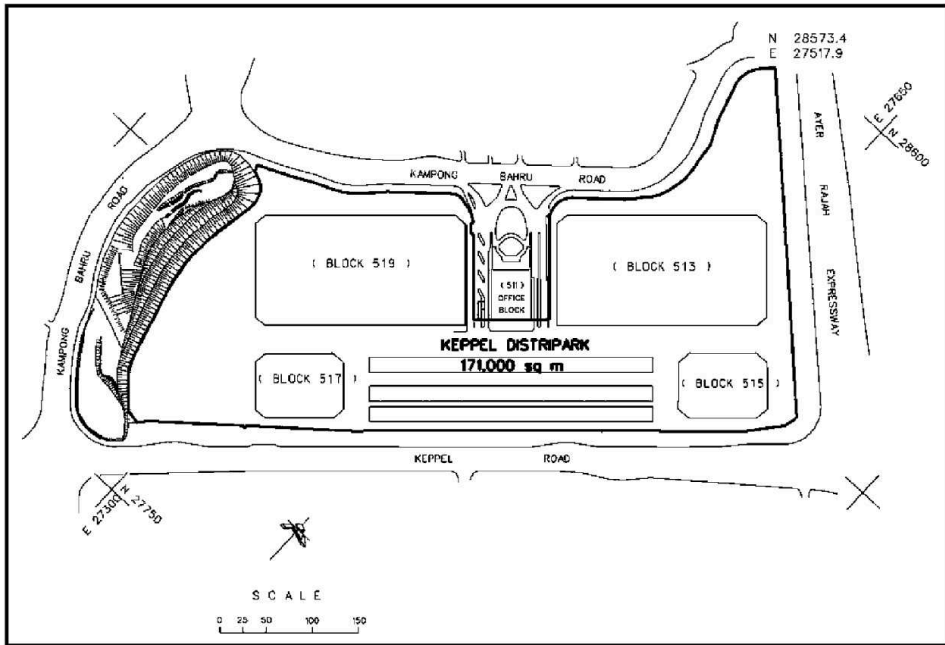 N 28573.4
E 27517.9
E 27650
N 28600
AYER
RAJAH
EXPRESSWAY
KAMPONG BAHRU ROAD
ROAD
BAHRU
KAMPONG
( BLOCK 519 )
( BLOCK 513 )
( 511 )
OFFICE
BLOCK
KEPPEL DISTRIPARK
171,000 sq m
( BLOCK 517 )
( BLOCK 515 )
KEPPEL ROAD
N 27750
E 27300
SCALE
0 25 50 100 150